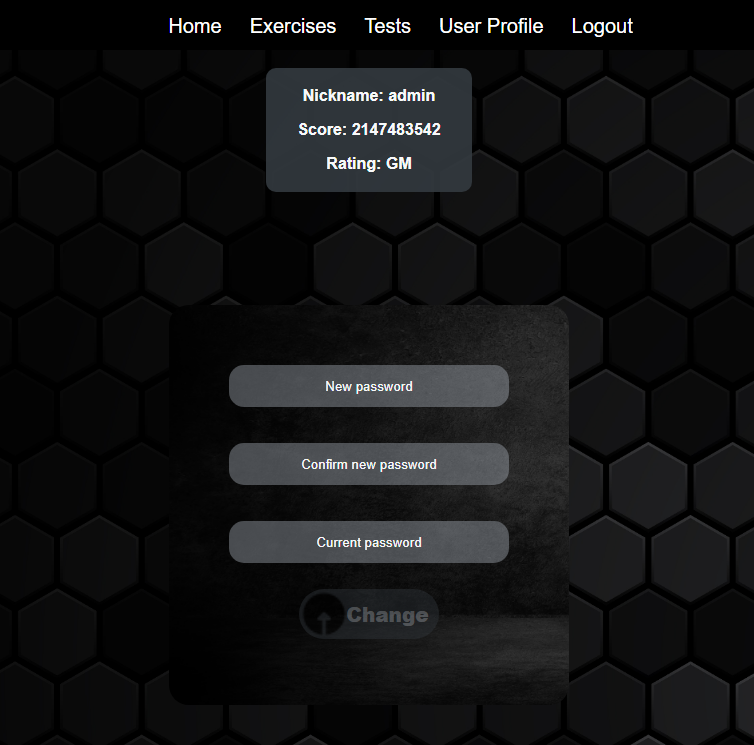 Home Exercises Tests User Profile Logout
Nickname: admin
Score: 2147483542
Rating: GM
New password
Confirm new password
Current password
Change